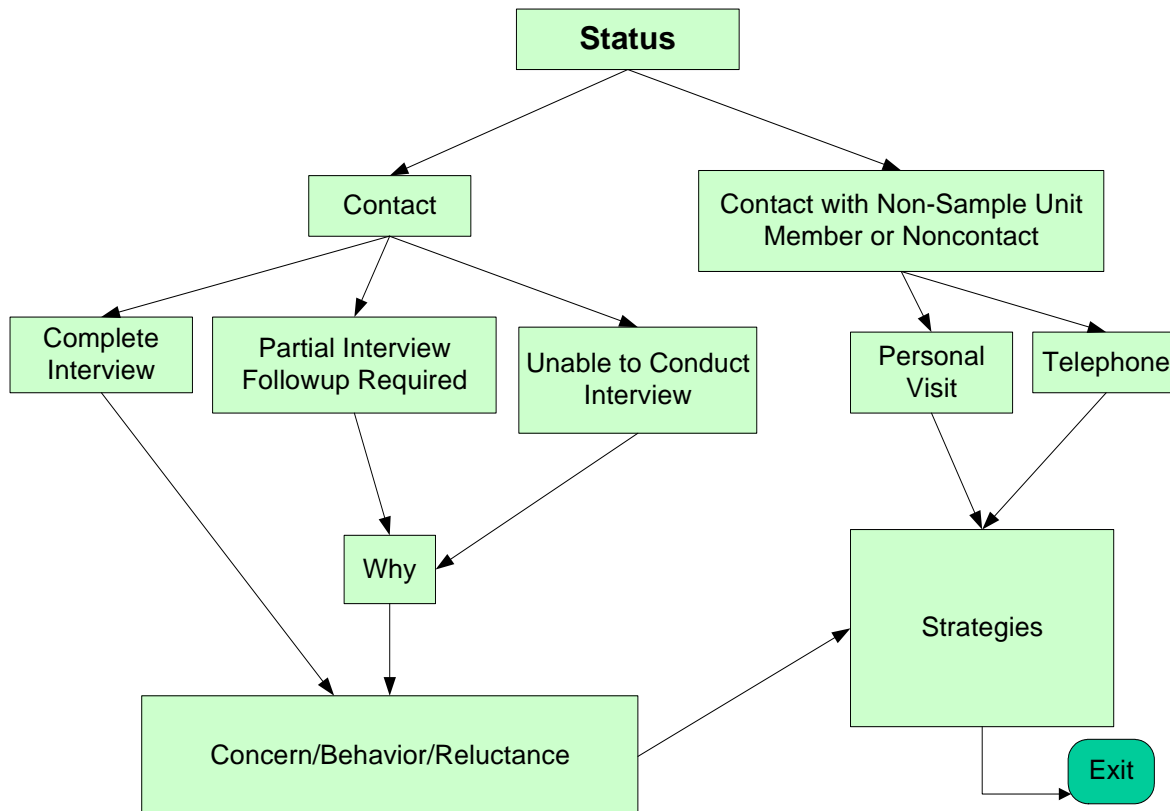 Status
Contact
Contact with Non-Sample Unit
Member or Noncontact
Complete
Interview
Partial Interview
Followup Required
Unable to Conduct
Interview
Personal
Visit
Telephone
Why
Strategies
Concern/Behavior/Reluctance
Exit